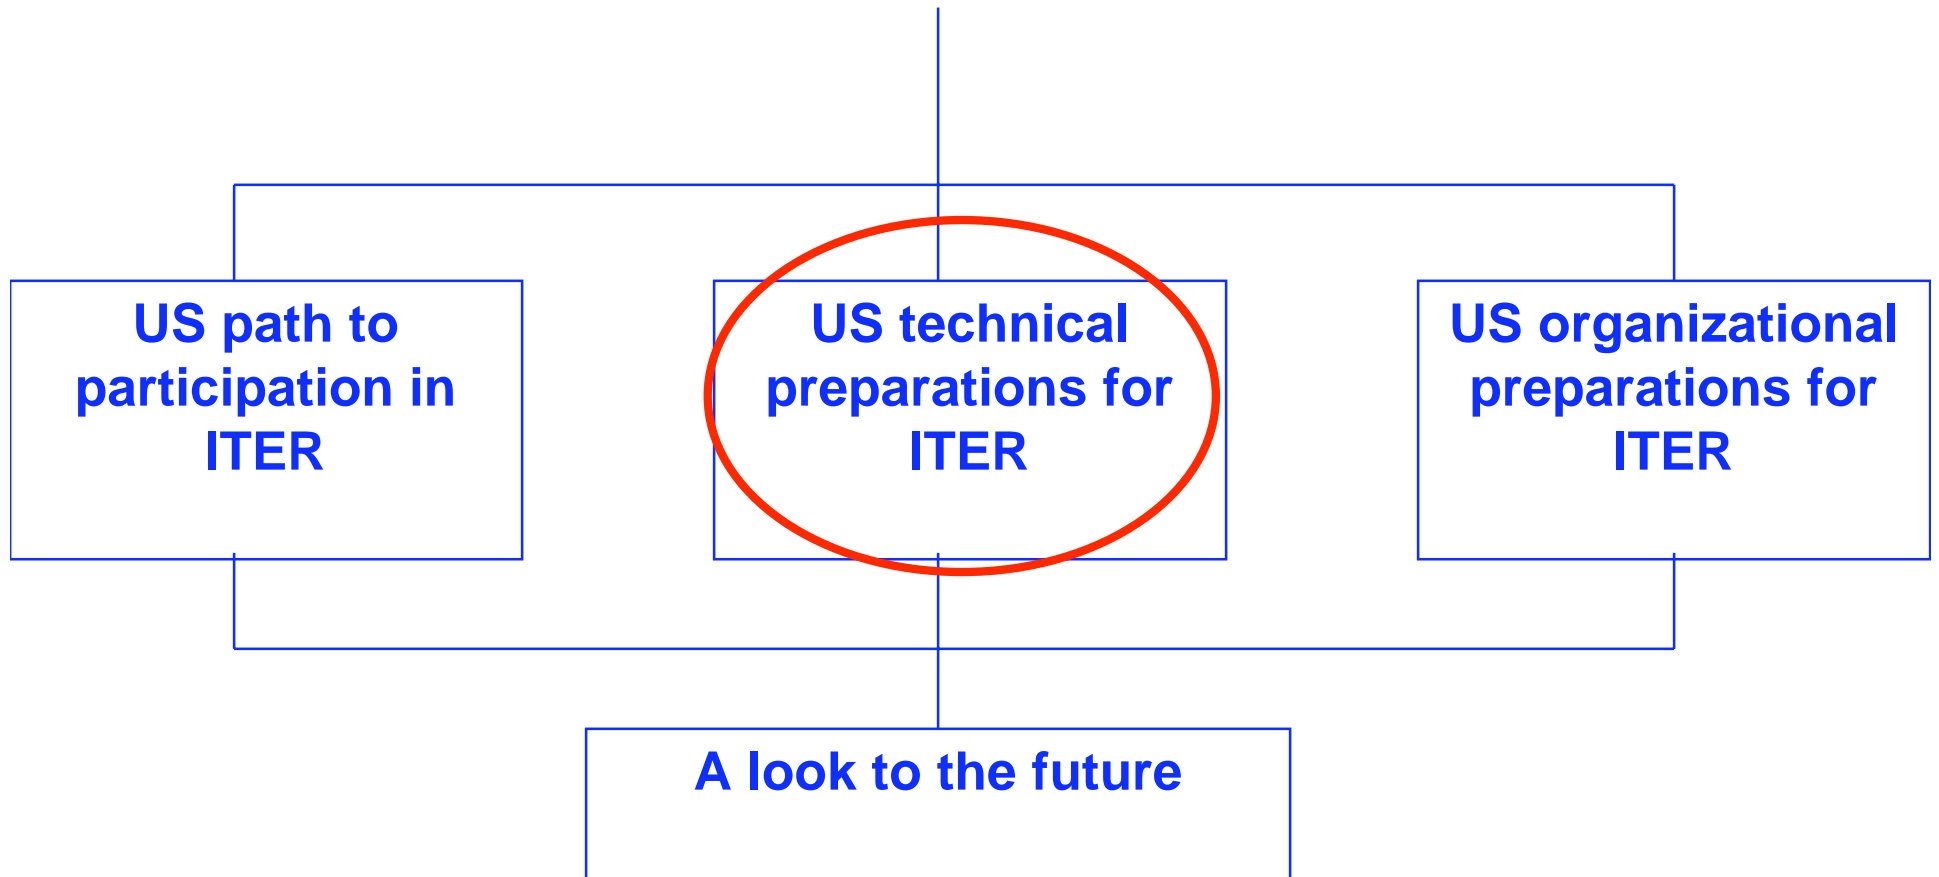 US path to
participation in
ITER
US technical
preparations for
ITER
US organizational
preparations for
ITER
A look to the future